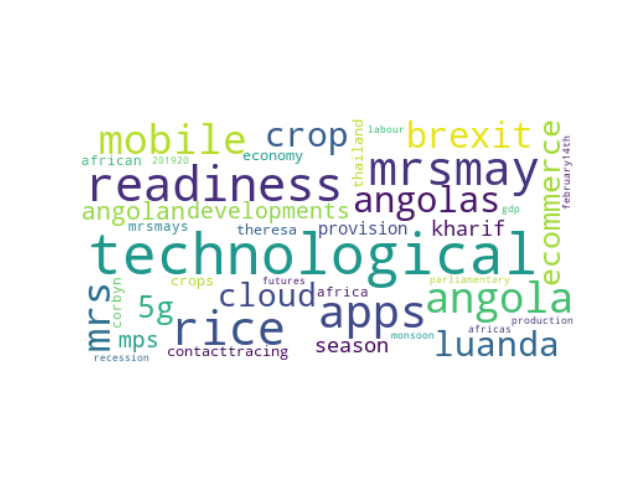 mobile crop labour brexit
african 201920 economy thailand ecommerce february14th
readiness mrsmay
angolan developments angolas gdp
mrsmays theresa provision kharif
technological
corbyn crops futures parliamentary
mrs 5g cloud africa apps angola
mps rice production
contacttracing season monsoon africas luanda
recession